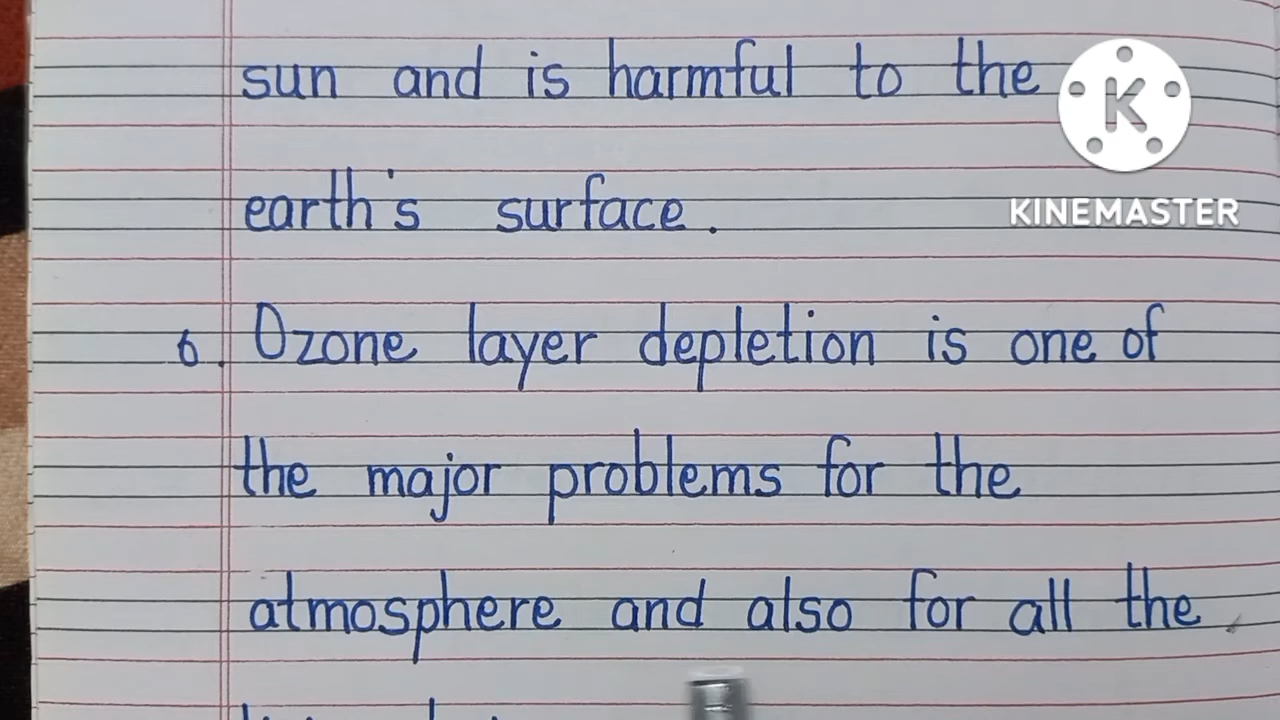 sun and is harmful to the
earth's surface.
6. Ozone layer depletion is one of
the major problems for the
atmosphere and also for all the
K
KINEMASTER